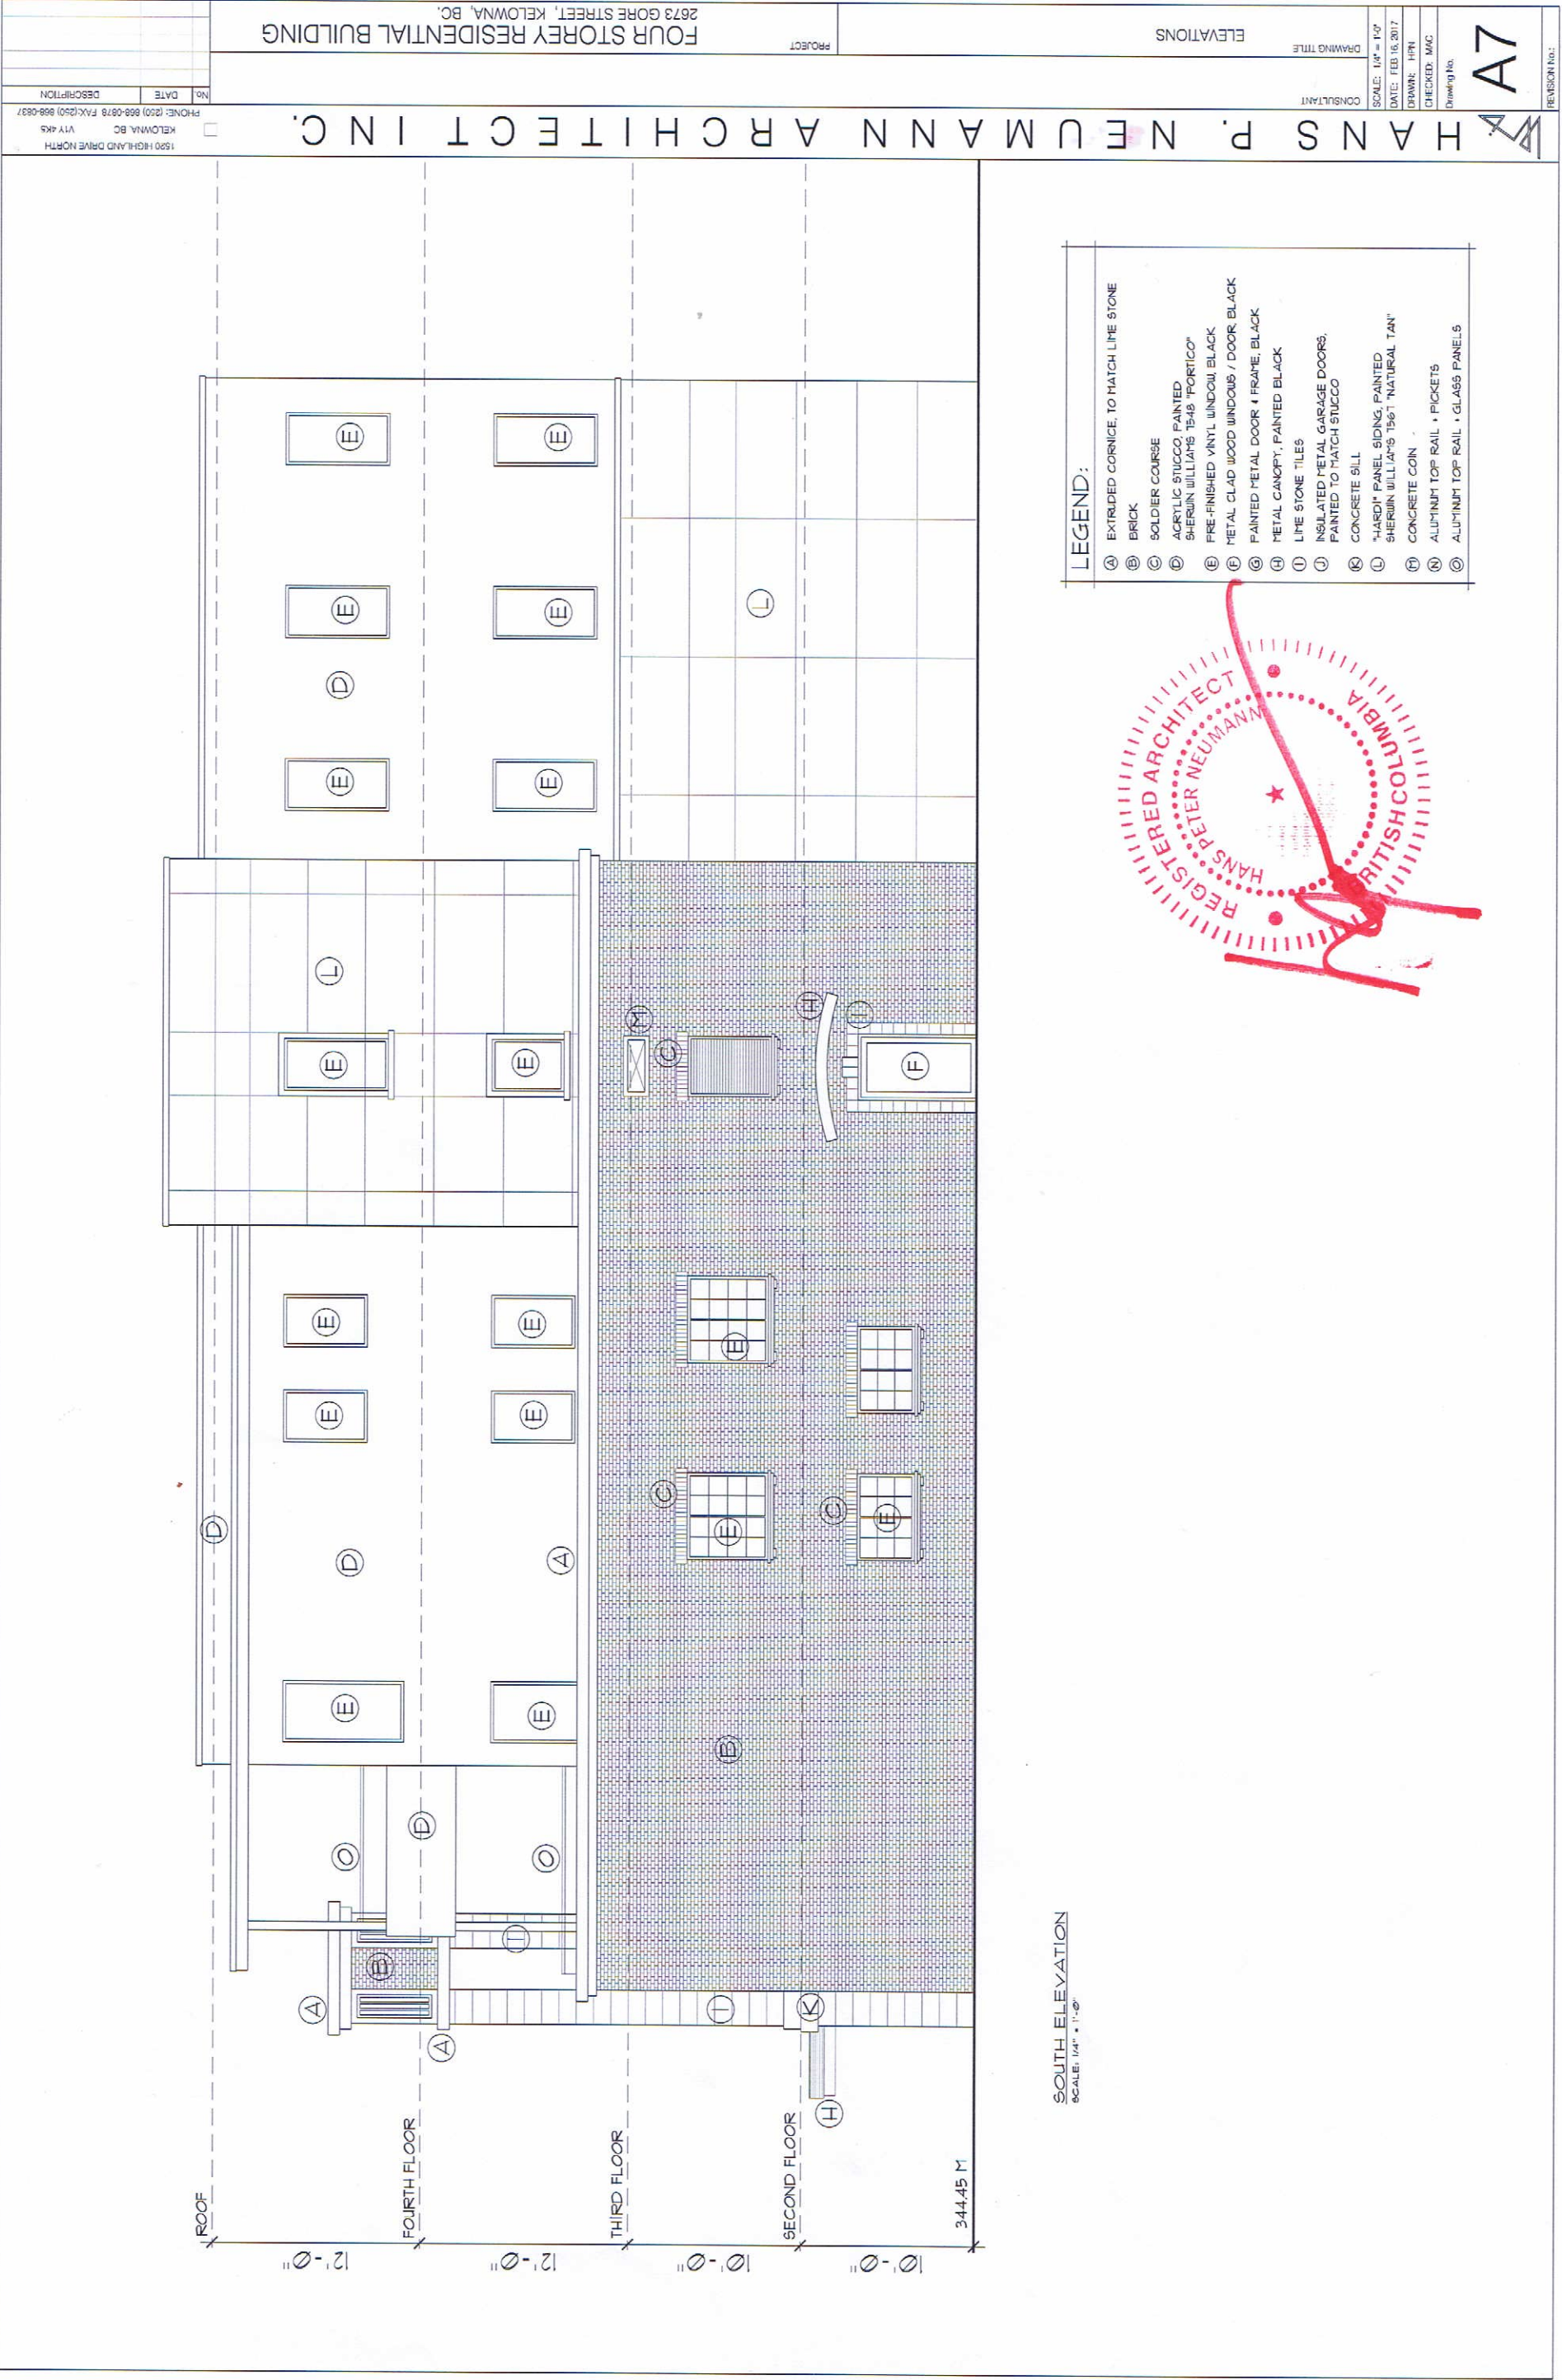 ROOF
FOURTH FLOOR
THIRD FLOOR
SECOND FLOOR
344.45 M
12'-0"
12'-0"
10'-0"
10'-0"
D
L
E
E
E
E
E
E
D
E
E
E
E
E
E
E
E
D
D
A
A
A
B
O
O
D
I
I
K
H
B
C
E
E
C
E
M
C
H
I
F
L
SOUTH ELEVATION
SCALE: 1/4" = 1'-0"
LEGEND:
A EXTRUDED CORNICE, TO MATCH LIME STONE
B BRICK
C SOLDIER COURSE
D ACRYLIC STUCCO, PAINTED
SHERWIN WILLIAMS 7548 "PORTICO"
E PRE-FINISHED VINYL WINDOW, BLACK
F METAL CLAD WOOD WINDOWS / DOOR, BLACK
G PAINTED METAL DOOR & FRAME, BLACK
H METAL CANOPY, PAINTED BLACK
I LIME STONE TILES
J INSULATED METAL GARAGE DOORS,
PAINTED TO MATCH STUCCO
K CONCRETE SILL
L "HARDI" PANEL SIDING, PAINTED
SHERWIN WILLIAMS 7567 "NATURAL TAN"
M CONCRETE COIN
N ALUMINUM TOP RAIL & PICKETS
O ALUMINUM TOP RAIL & GLASS PANELS
REGISTERED ARCHITECT
HANS PETER NEUMANN
BRITISH COLUMBIA
HANS P. NEUMANN ARCHITECT INC.
1520 HIGHLAND DRIVE NORTH
KELOWNA, BC V1Y 4K5
PHONE: (250) 868-0878 FAX:(250) 868-0837
No. DATE DESCRIPTION
CONSULTANT
PROJECT
FOUR STOREY RESIDENTIAL BUILDING
2673 GORE STREET, KELOWNA, BC.
DRAWING TITLE
ELEVATIONS
SCALE: 1/4" = 1'-0"
DATE: FEB 16, 2017
DRAWN: HPN
CHECKED: MAC
Drawing No.
A7
REVISION No.: